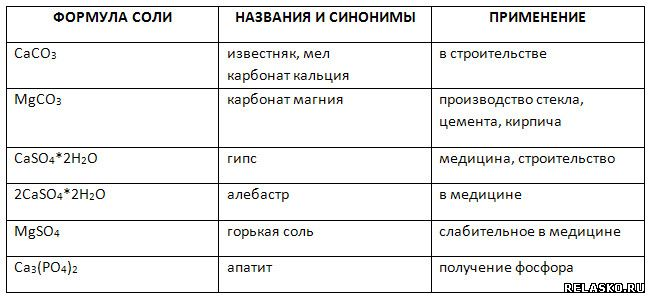 ФОРМУЛА СОЛИ НАЗВАНИЯ И СИНОНИМЫ ПРИМЕНЕНИЕ
CaCO3 известняк, мел в строительстве
карбонат кальция
MgCO3 карбонат магния производство стекла,
цемента, кирпича
CaSO4*2H2O гипс медицина, строительство
2CaSO4*2H2O алебастр в медицине
MgSO4 горькая соль слабительное в медицине
Ca3(PO4)2 апатит получение фосфора
RELASKO.RU